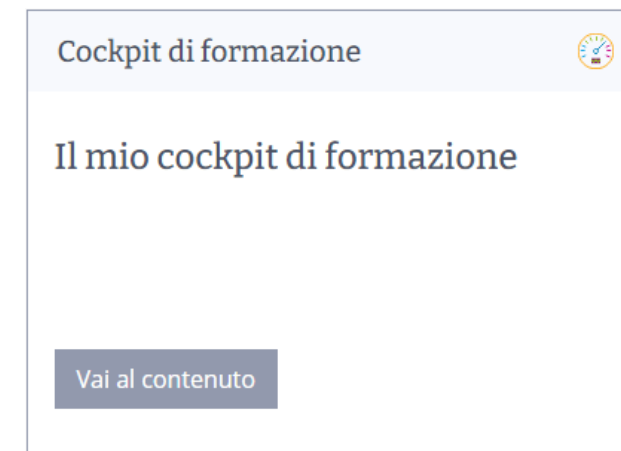 Cockpit di formazione
Il mio cockpit di formazione
Vai al contenuto